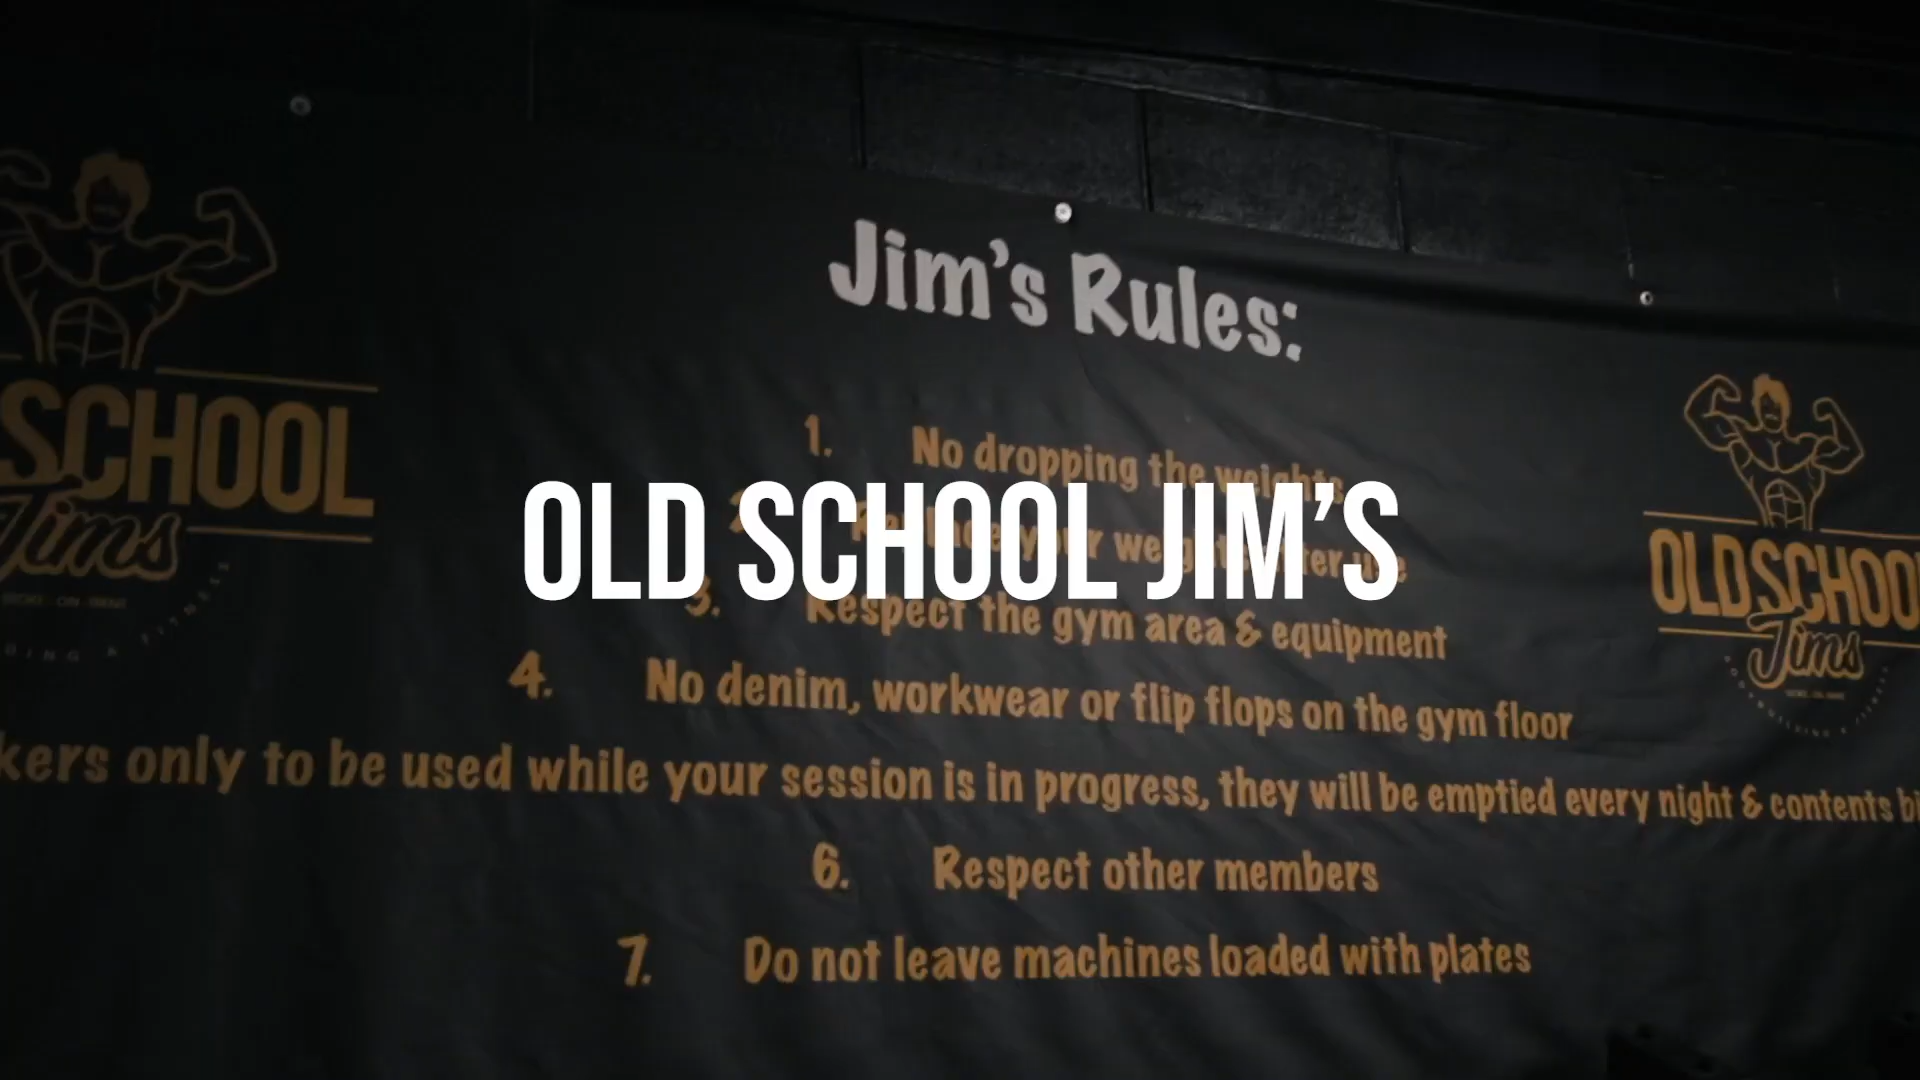 Jim's Rules:
1. No dropping the weights
OLD SCHOOL JIM'S
3. Respect the gym area & equipment
4. No denim, workwear or flip flops on the gym floor
only to be used while your session is in progress, they will be emptied every night & contents
6. Respect other members
7. Do not leave machines loaded with plates
SCHOOL
Jims
OLD SCHOOL
Jims